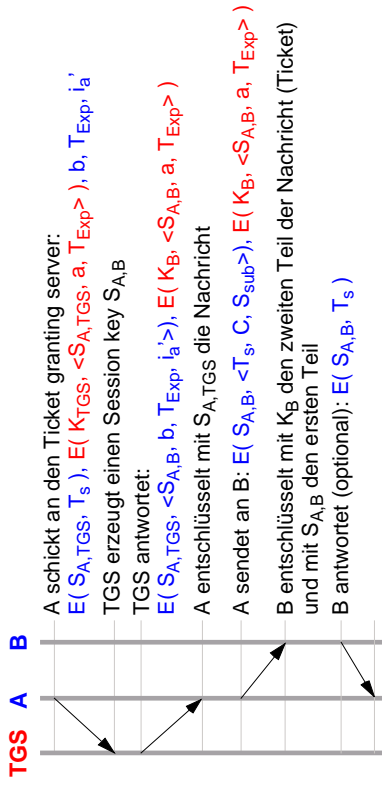 TGS A B
A schickt an den Ticket granting server:
E( S_A,TGS, T_s ), E( K_TGS, <S_A,TGS, a, T_Exp> ), b, T_Exp, i_a'
TGS erzeugt einen Session key S_A,B
TGS antwortet:
E( S_A,TGS, <S_A,B, b, T_Exp, i_a'>), E( K_B, <S_A,B, a, T_Exp> )
A entschlüsselt mit S_A,TGS die Nachricht
A sendet an B: E( S_A,B, <T_s, C, S_sub>), E( K_B, <S_A,B, a, T_Exp> )
B entschlüsselt mit K_B den zweiten Teil der Nachricht (Ticket)
und mit S_A,B den ersten Teil
B antwortet (optional): E( S_A,B, T_s )